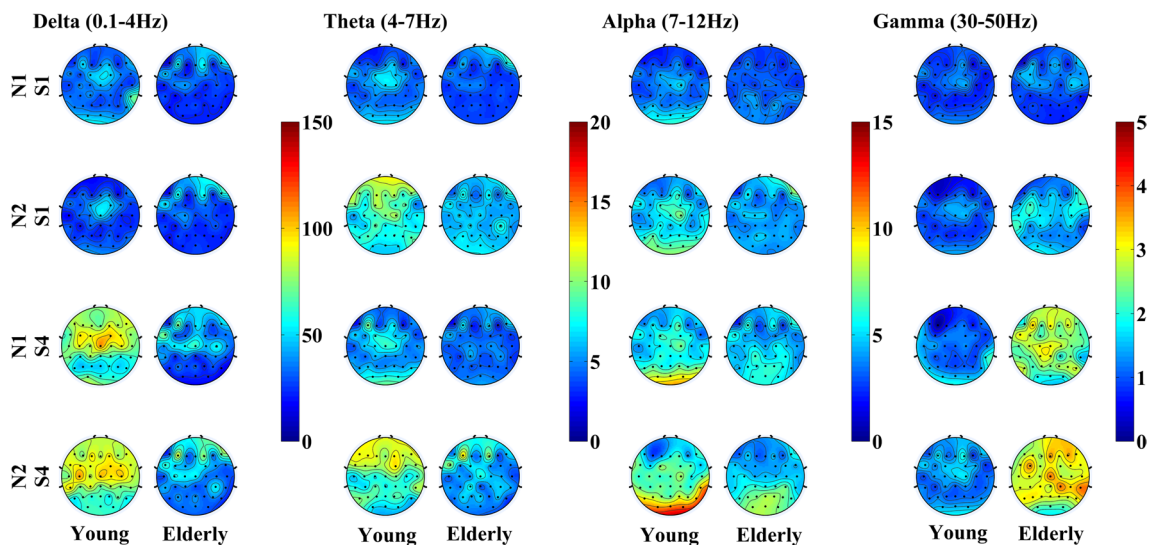 Delta (0.1-4Hz) Theta (4-7Hz) Alpha (7-12Hz) Gamma (30-50Hz)
N1
S1
150 20 15 5
N2
S1
100 15 10 4
3
N1
S4
50 10 5 2
5 1
0 0 0 0
N2
S4
Young Elderly Young Elderly Young Elderly Young Elderly